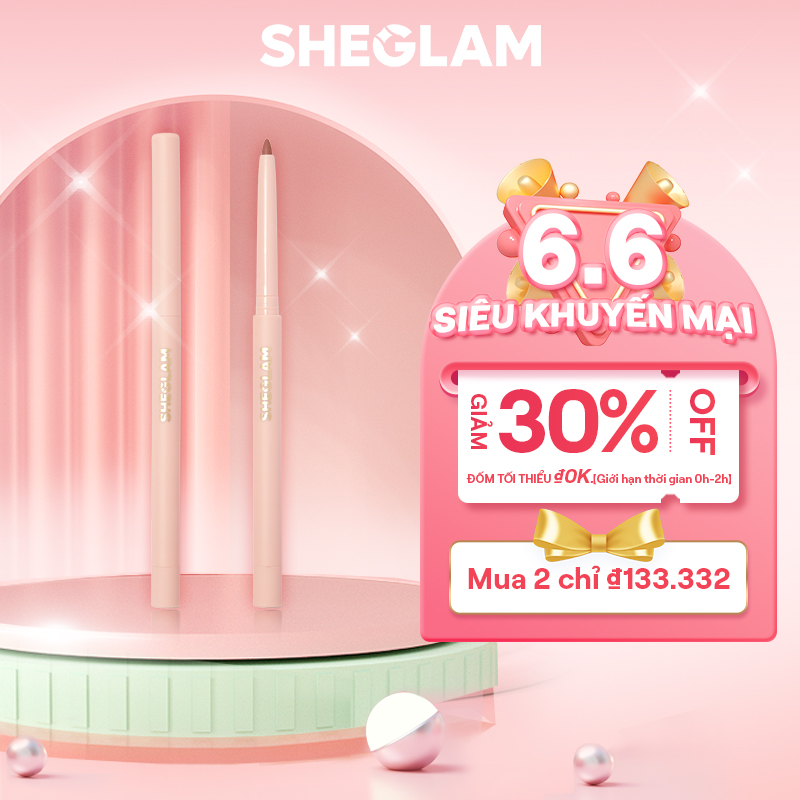 SHEGLAM
SHEGLAM
SHEGLAM
6.6
SIÊU KHUYẾN MẠI
GIẢM
30%
OFF
ĐỐM TỐI THIỂU ₫0K.[Giới hạn thời gian 0h-2h]
Mua 2 chỉ ₫133.332